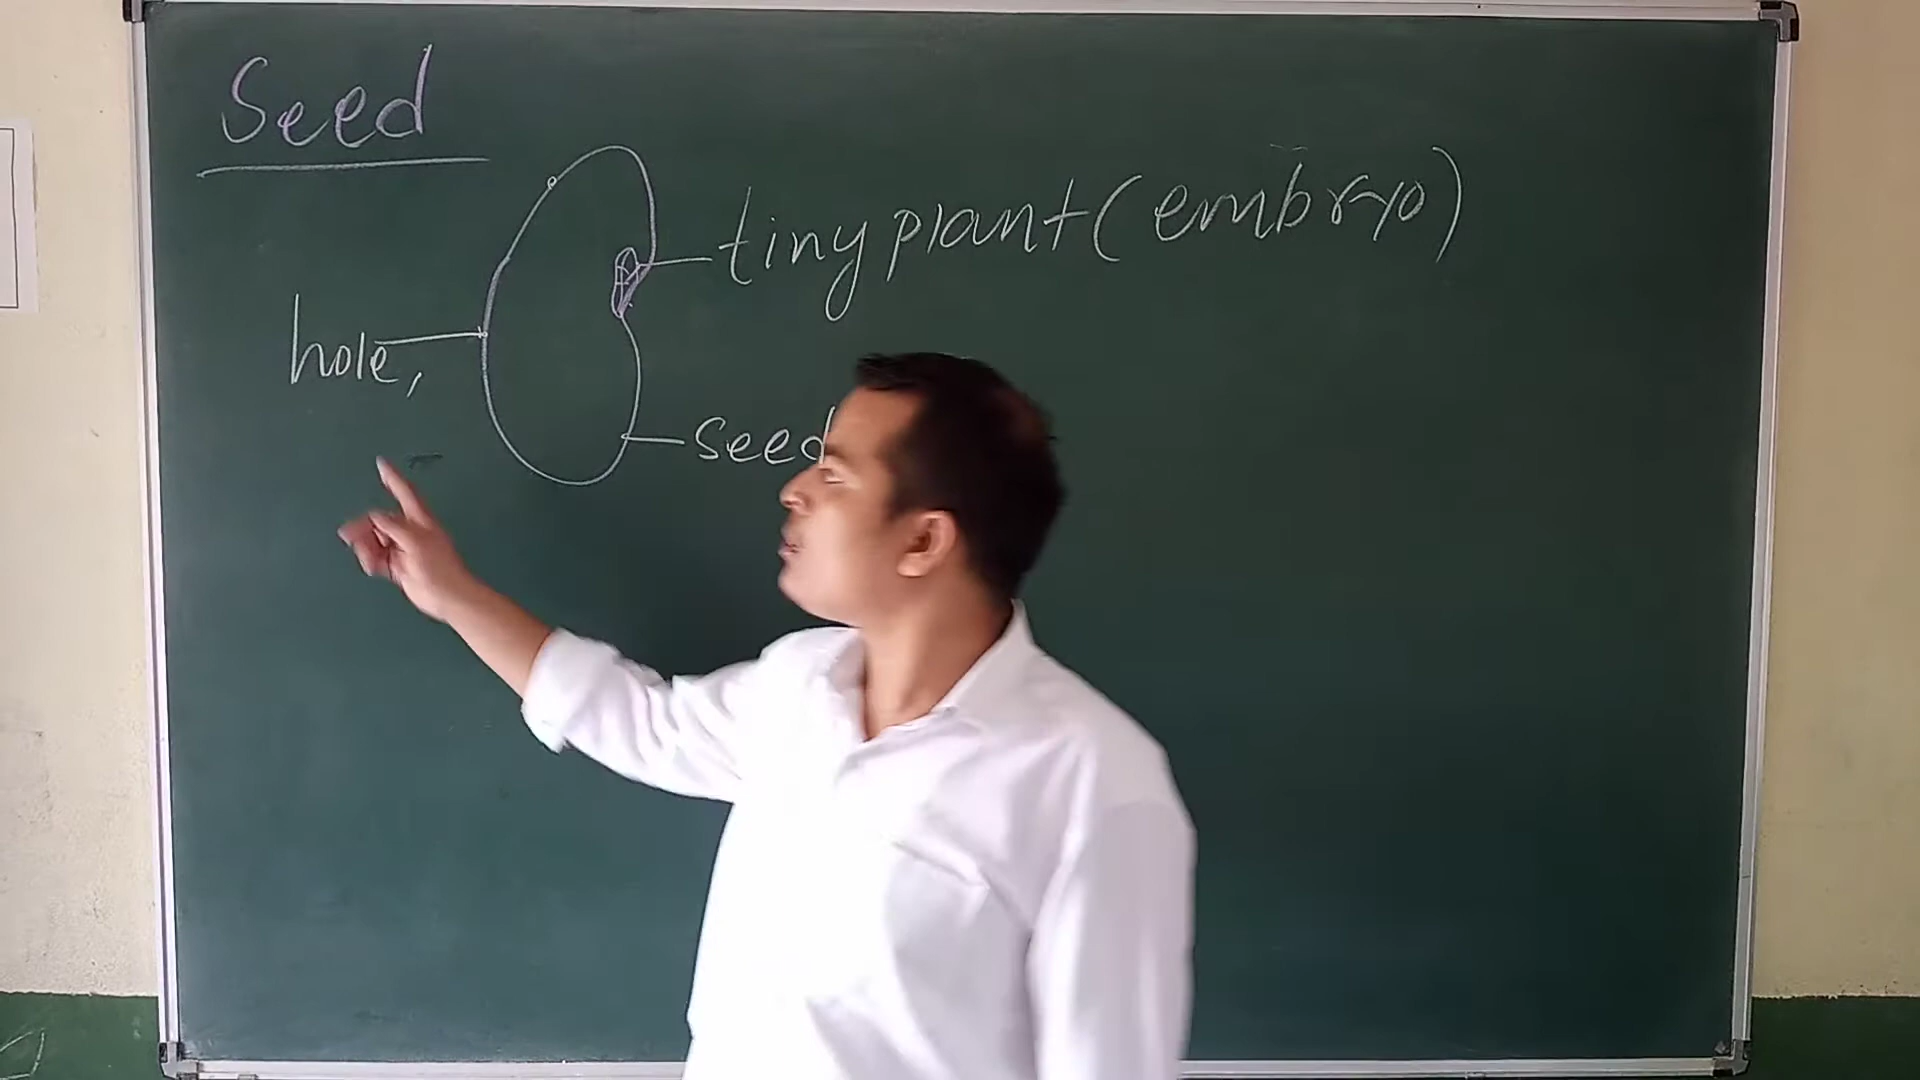 Seed
tiny plant (embryo)
hole,
seed